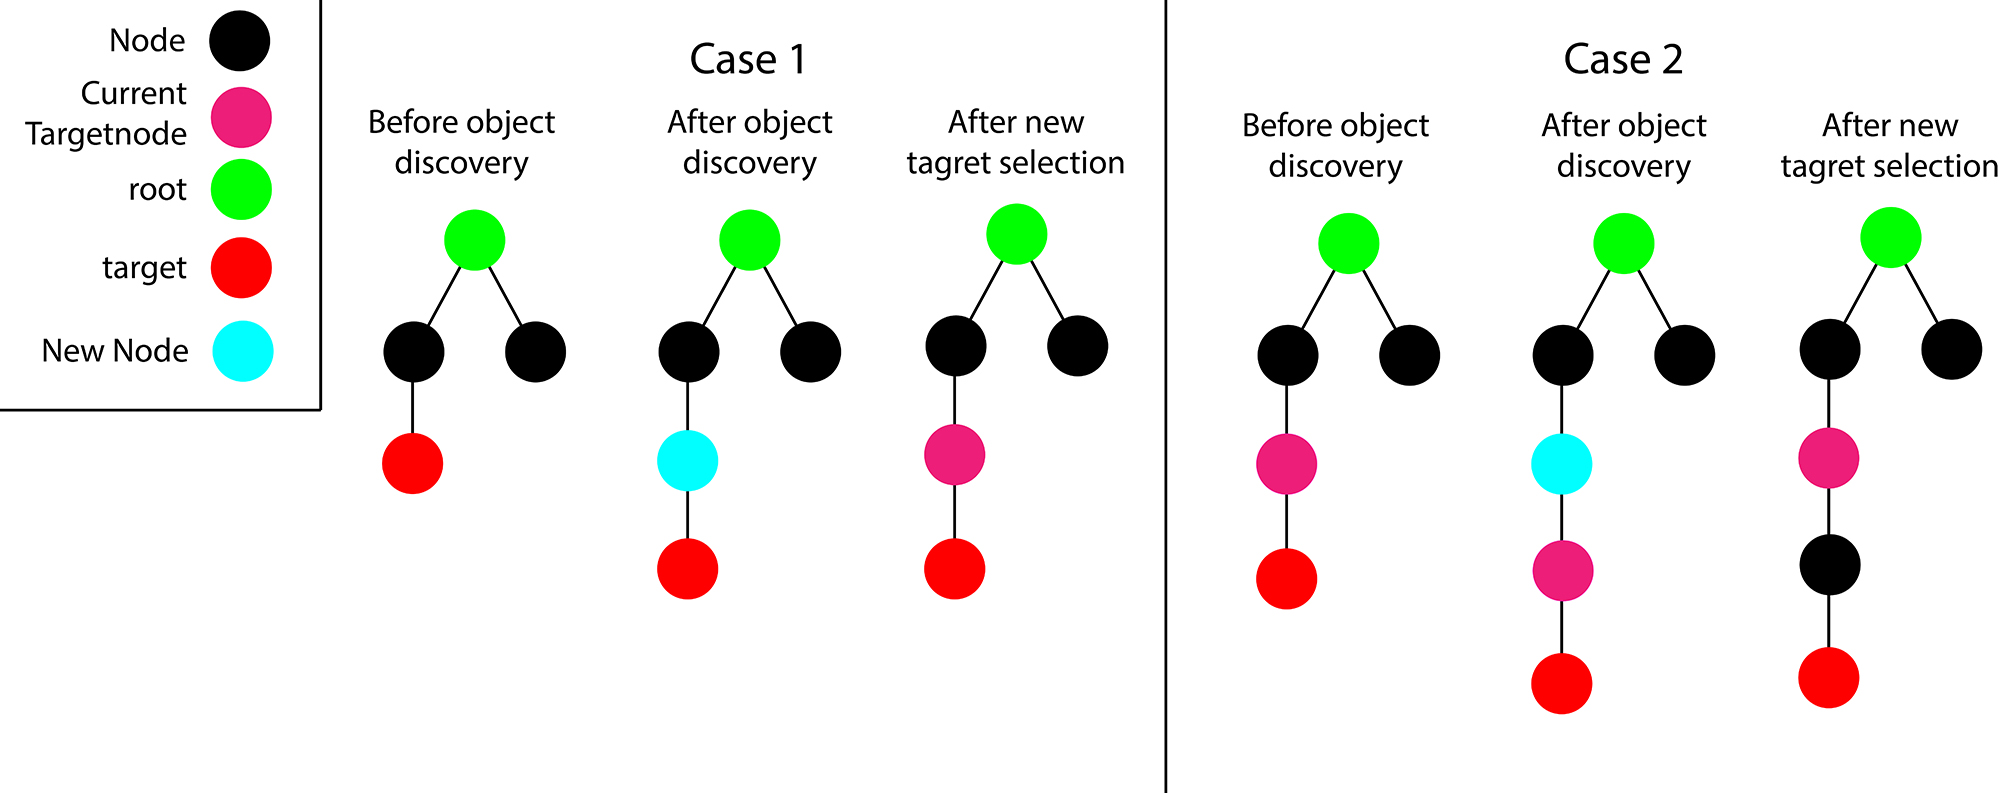 Node
Current
Targetnode
root
target
New Node
Case 1
Before object
discovery
After object
discovery
After new
tagret selection
Case 2
Before object
discovery
After object
discovery
After new
tagret selection